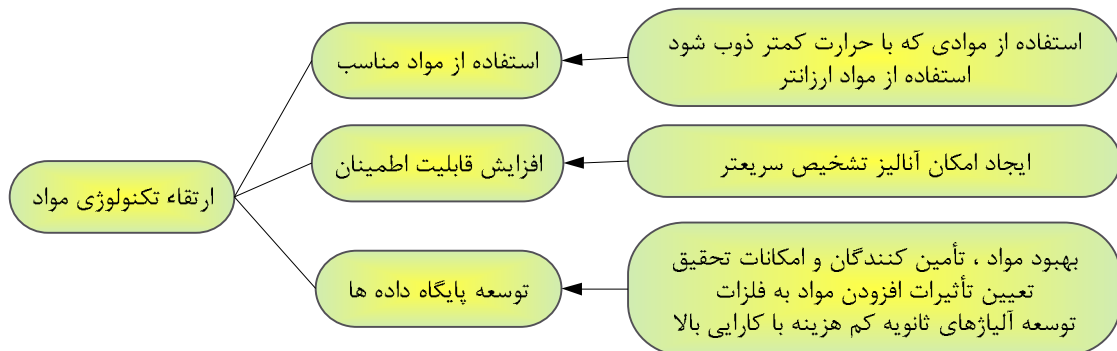 استفاده از موادی که با حرارت کمتر ذوب شود
استفاده از مواد ارزانتر
استفاده از مواد مناسب
ایجاد امکان آنالیز تشخیص سریعتر
افزایش قابلیت اطمینان
ارتقاء تکنولوژی مواد
بهبود مواد ، تأمین کنندگان و امکانات تحقیق
تعیین تأثیرات افزودن مواد به فلزات
توسعه آلیاژهای ثانویه کم هزینه با کارایی بالا
توسعه پایگاه داده ها